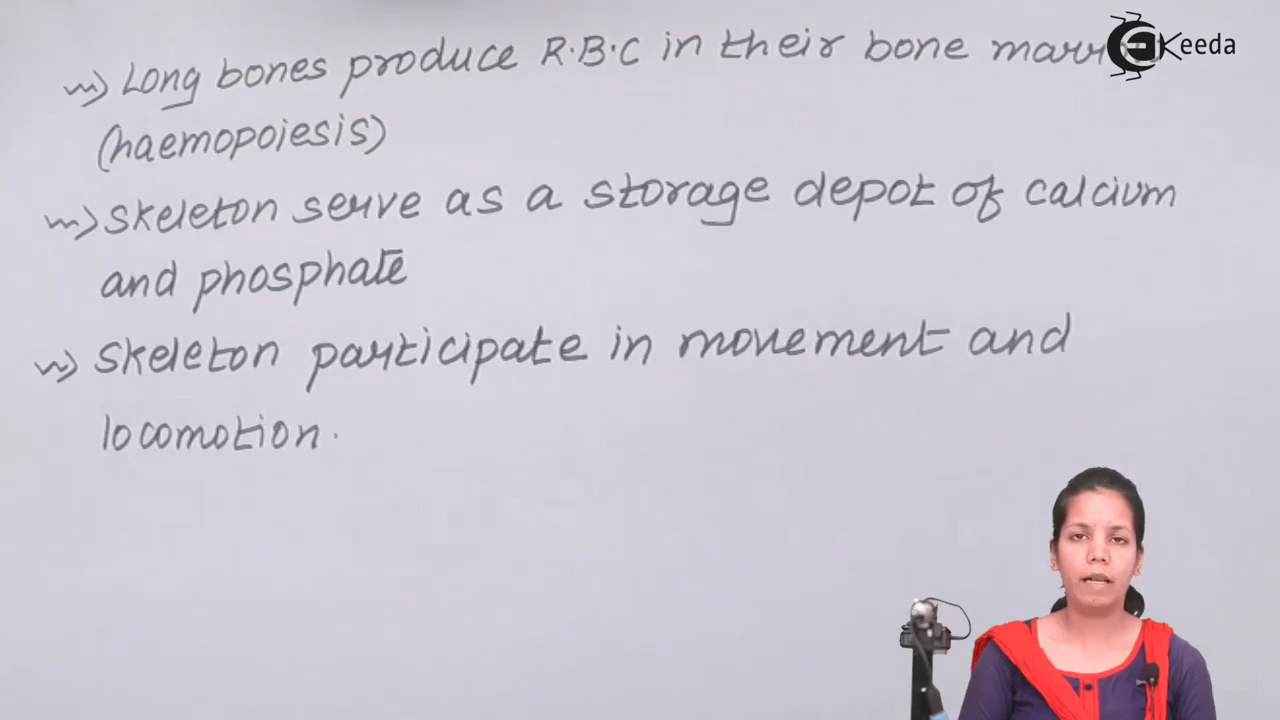 Long bones produce R.B.C in their bone
(haemopoiesis)
Skeleton serve as a storage depot of calcium
and phosphate
Skeleton participate in movement and
locomotion.
Keeda